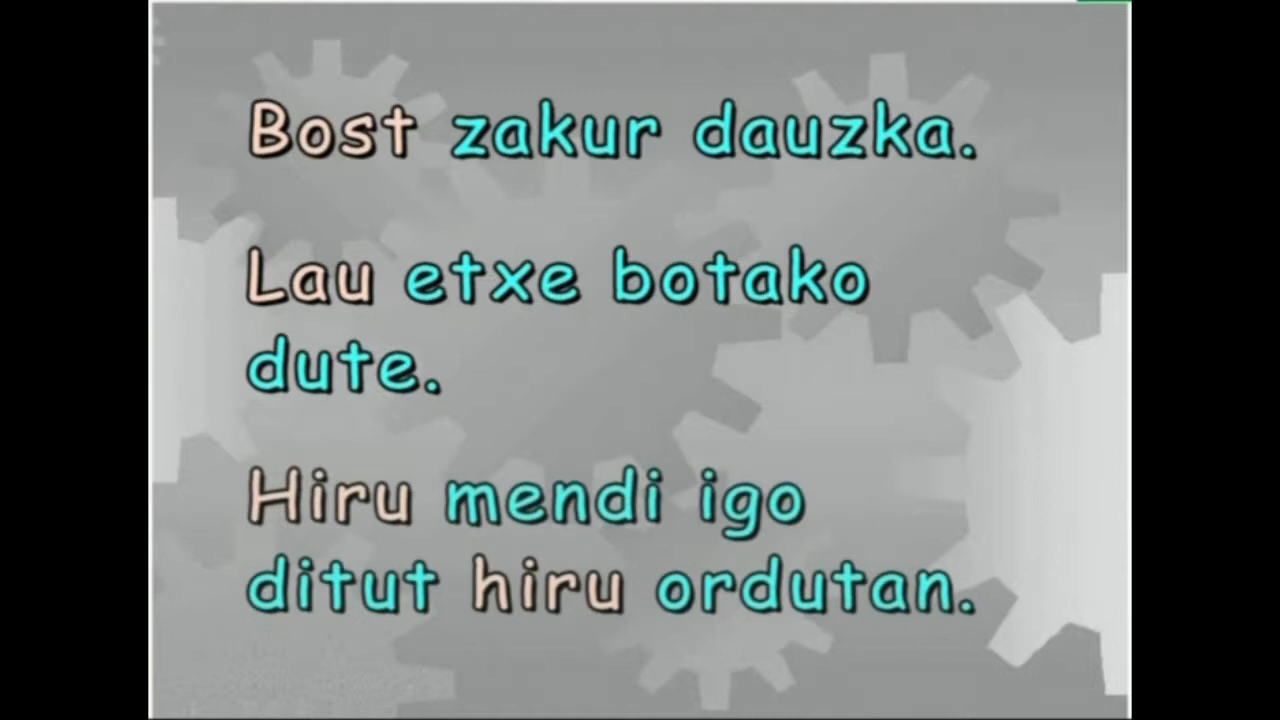 Bost zakur dauzka.
Lau etxe botako
dute.
Hiru mendi igo
ditut hiru ordutan.